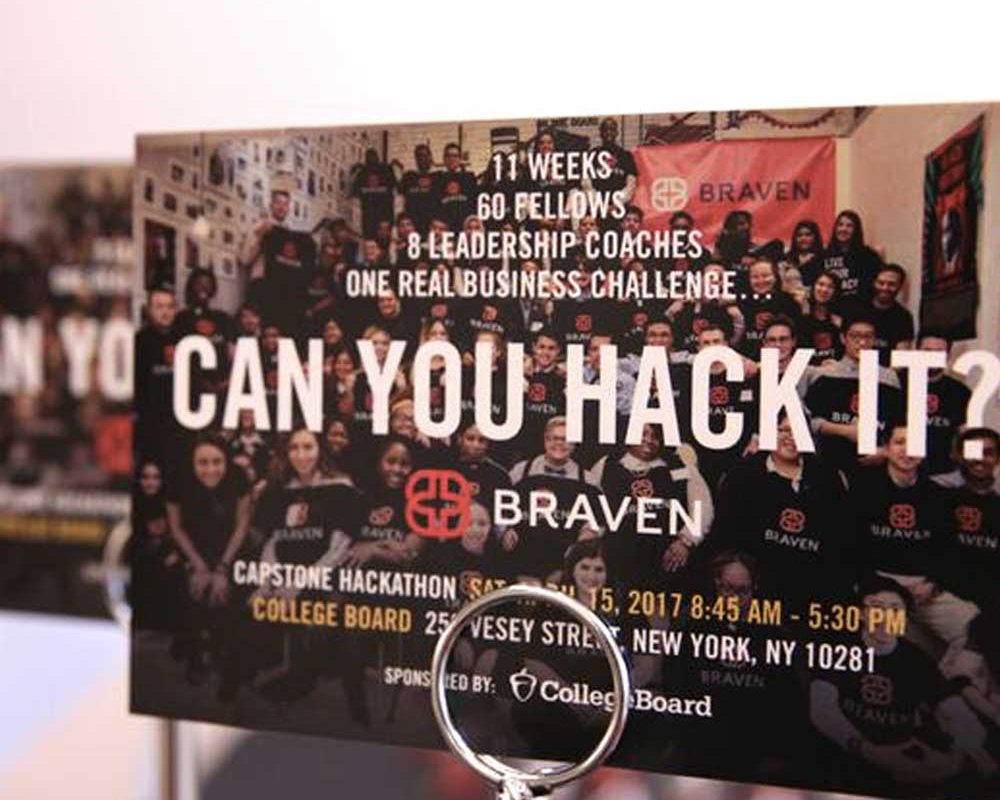 11 WEEKS
60 FELLOWS
8 LEADERSHIP COACHES
ONE REAL BUSINESS CHALLENGE...
BRAVEN
CAN YOU HACK IT?
BRAVEN
CAPSTONE HACKATHON 15, 2017 8:45 AM - 5:30 PM
COLLEGE BOARD VESEY STREET, NEW YORK, NY 10281
SPONSORED BY: CollegeBoard
BRAVEN
BRAVEN
BRAVEN
BRAVEN